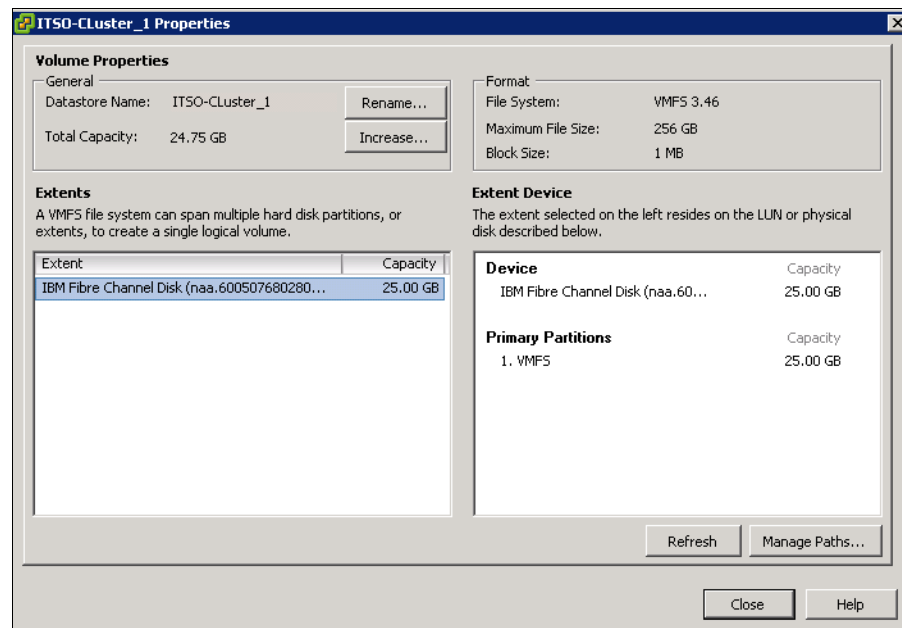 ITSO-CLuster_1 Properties
Volume Properties
General
Datastore Name: ITSO-CLuster_1
Rename...
Total Capacity: 24.75 GB
Increase...
Format
File System: VMFS 3.46
Maximum File Size: 256 GB
Block Size: 1 MB
Extents
A VMFS file system can span multiple hard disk partitions, or
extents, to create a single logical volume.
Extent Capacity
IBM Fibre Channel Disk (naa.600507680280... 25.00 GB
Extent Device
The extent selected on the left resides on the LUN or physical
disk described below.
Device Capacity
IBM Fibre Channel Disk (naa.60... 25.00 GB
Primary Partitions Capacity
1. VMFS 25.00 GB
Refresh
Manage Paths...
Close
Help